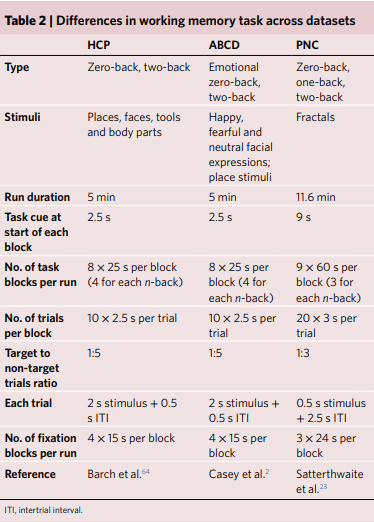 Table 2 | Differences in working memory task across datasets
HCP ABCD PNC
Type Zero-back, two-back Emotional Zero-back,
zero-back, one-back,
two-back two-back
Stimuli Places, faces, tools Happy, Fractals
and body parts fearful and
neutral facial
expressions;
place stimuli
Run duration 5 min 5 min 11.6 min
Task cue at 2.5 s 2.5 s 9 s
start of each
block
No. of task 8 × 25 s per block 8 × 25 s per 9 × 60 s per
blocks per run (4 for each n-back) block (4 for block (3 for
each n-back) each n-back)
No. of trials 10 × 2.5 s per trial 10 × 2.5 s per 20 × 3 s per
per block trial trial
Target to 1:5 1:5 1:3
non-target
trials ratio
Each trial 2 s stimulus + 0.5 2 s stimulus + 0.5 s stimulus
s ITI 0.5 s ITI + 2.5 s ITI
No. of fixation 4 × 15 s per block 4 × 15 s per 3 × 24 s per
blocks per run block block
Reference Barch et al.64 Casey et al.2 Satterthwaite
et al.23
ITI, intertrial interval.